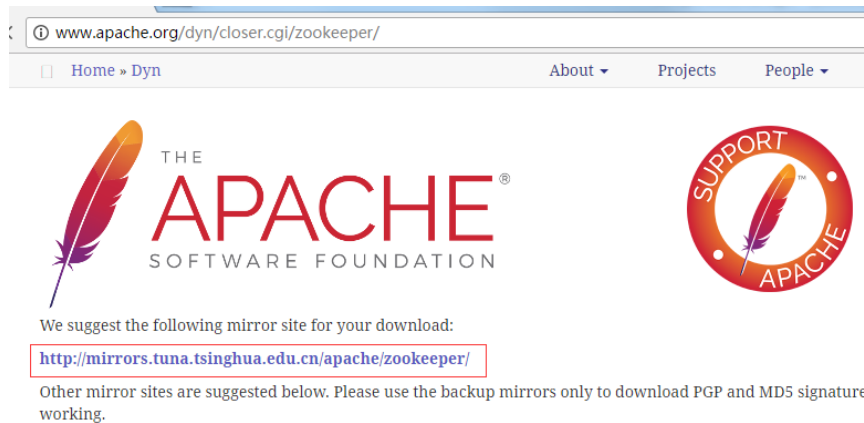 www.apache.org/dyn/closer.cgi/zookeeper/
Home » Dyn About Projects People
THE
APACHE®
SOFTWARE FOUNDATION
SUPPORT APACHE™
We suggest the following mirror site for your download:
http://mirrors.tuna.tsinghua.edu.cn/apache/zookeeper/
Other mirror sites are suggested below. Please use the backup mirrors only to download PGP and MD5 signature
working.